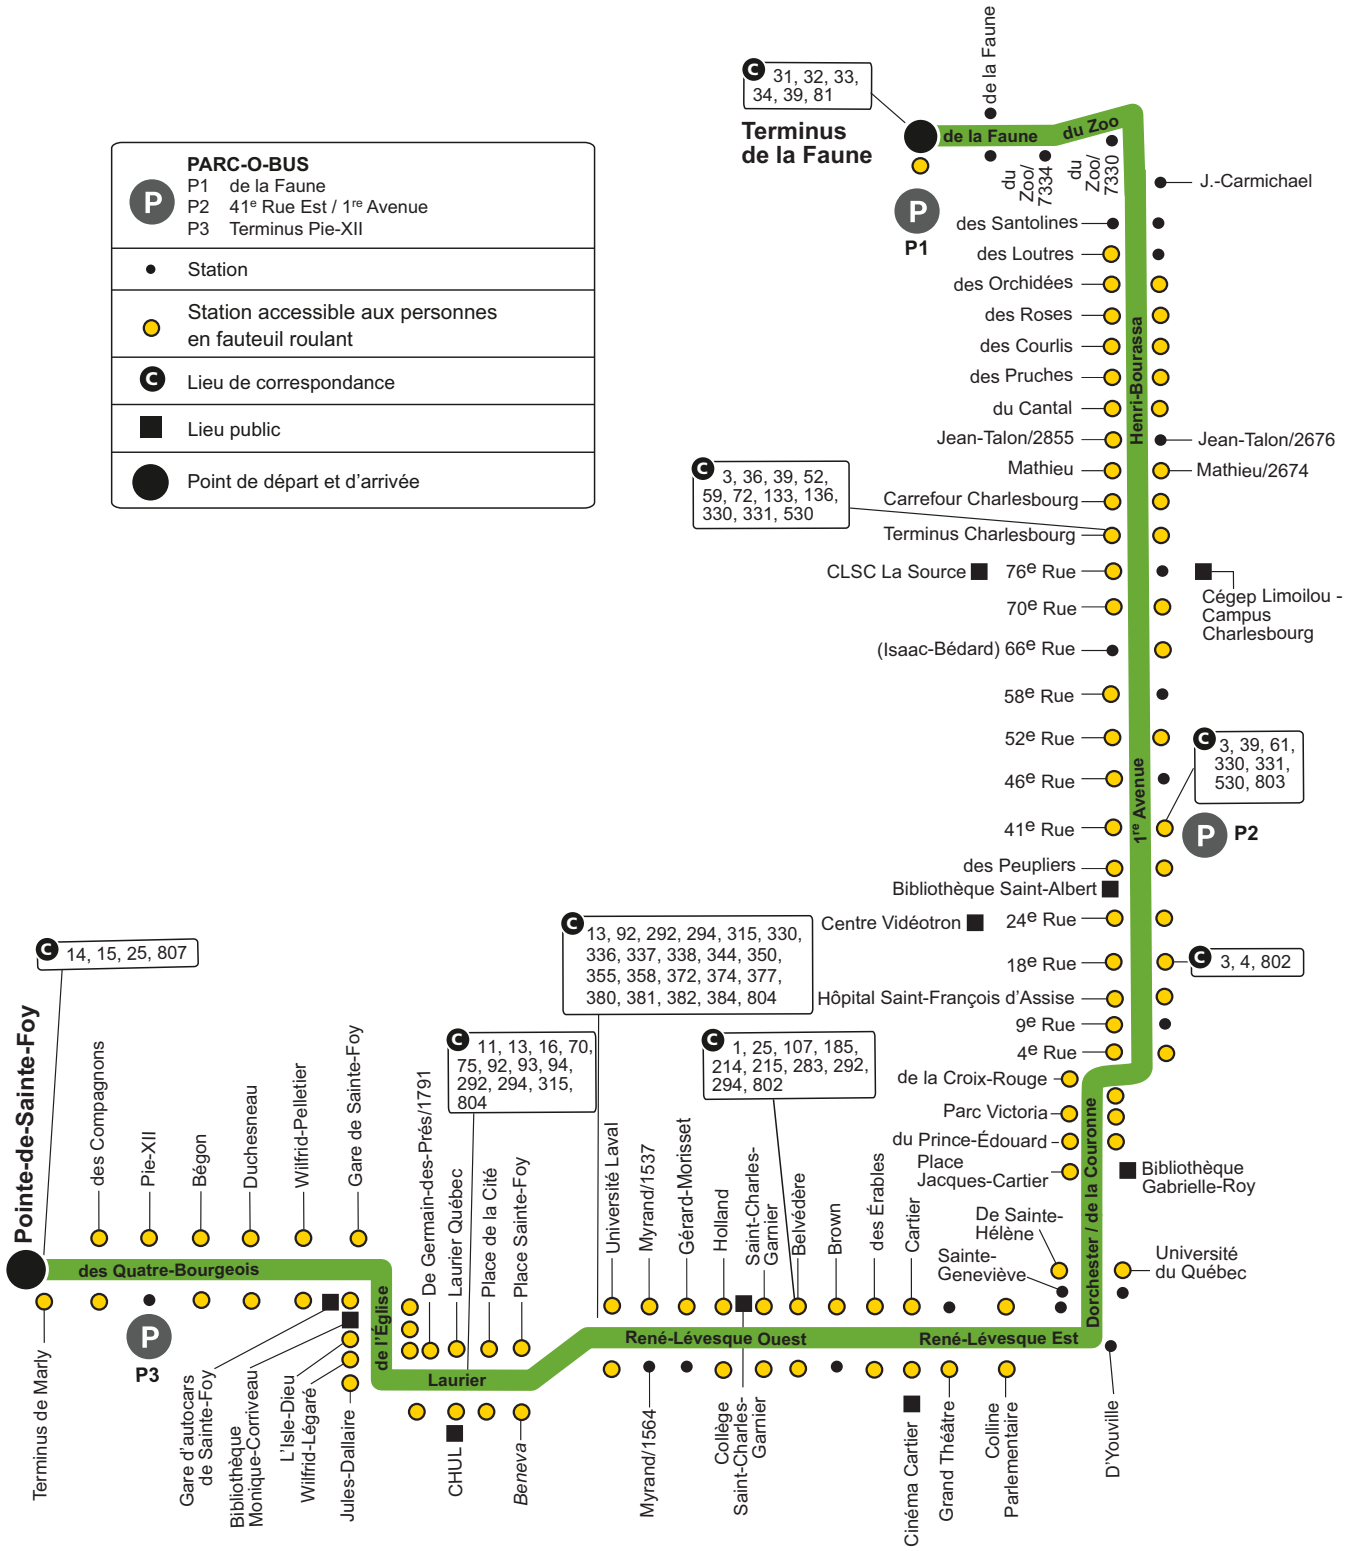 PARC-O-BUS
P
P1 de la Faune
P2 41e Rue Est / 1re Avenue
P3 Terminus Pie-XII
Station
Station accessible aux personnes
en fauteuil roulant
C Lieu de correspondance
Lieu public
Point de départ et d'arrivée
C 31, 32, 33,
34, 39, 81
Terminus
de la Faune
P
P1
de la Faune
de la Faune
du Zoo
du
Zoo/
7334
du
Zoo/
7330
J.-Carmichael
des Santolines
des Loutres
des Orchidées
des Roses
des Courlis
des Pruches
du Cantal
Henri-Bourassa
Jean-Talon/2855
Jean-Talon/2676
Mathieu
Mathieu/2674
Carrefour Charlesbourg
C 3, 36, 39, 52,
59, 72, 133, 136,
330, 331, 530
Terminus Charlesbourg
CLSC La Source
76e Rue
Cégep Limoilou -
Campus
Charlesbourg
70e Rue
(Isaac-Bédard) 66e Rue
58e Rue
52e Rue
46e Rue
C 3, 39, 61,
330, 331,
530, 803
1re Avenue
41e Rue
P P2
des Peupliers
Bibliothèque Saint-Albert
Centre Vidéotron
24e Rue
18e Rue
C 3, 4, 802
Hôpital Saint-François d'Assise
9e Rue
4e Rue
de la Croix-Rouge
Parc Victoria
du Prince-Édouard
Place
Jacques-Cartier
Dorchester / de la Couronne
Bibliothèque
Gabrielle-Roy
De Sainte-
Hélène
Sainte-
Geneviève
Université
du Québec
D'Youville
C 14, 15, 25, 807
Pointe-de-Sainte-Foy
des Compagnons
Pie-XII
Bégon
Duchesneau
Wilfrid-Pelletier
Gare de Sainte-Foy
des Quatre-Bourgeois
Terminus de Marly
P
P3
Gare d'autocars
de Sainte-Foy
Bibliothèque
Monique-Corriveau
L'Isle-Dieu
Wilfrid-Légaré
Jules-Dallaire
de l'Église
C 11, 13, 16, 70,
75, 92, 93, 94,
292, 294, 315,
804
De Germain-des-Prés/1791
Laurier Québec
Place de la Cité
Place Sainte-Foy
Laurier
CHUL
Beneva
C 13, 92, 292, 294, 315, 330,
336, 337, 338, 344, 350,
355, 358, 372, 374, 377,
380, 381, 382, 384, 804
C 1, 25, 107, 185,
214, 215, 283, 292,
294, 802
Université Laval
Myrand/1537
Gérard-Morisset
Holland
Saint-Charles-
Garnier
Belvédère
Brown
des Érables
Cartier
René-Lévesque Ouest
René-Lévesque Est
Myrand/1564
Collège
Saint-Charles-
Garnier
Cinéma Cartier
Grand Théâtre
Colline
Parlementaire